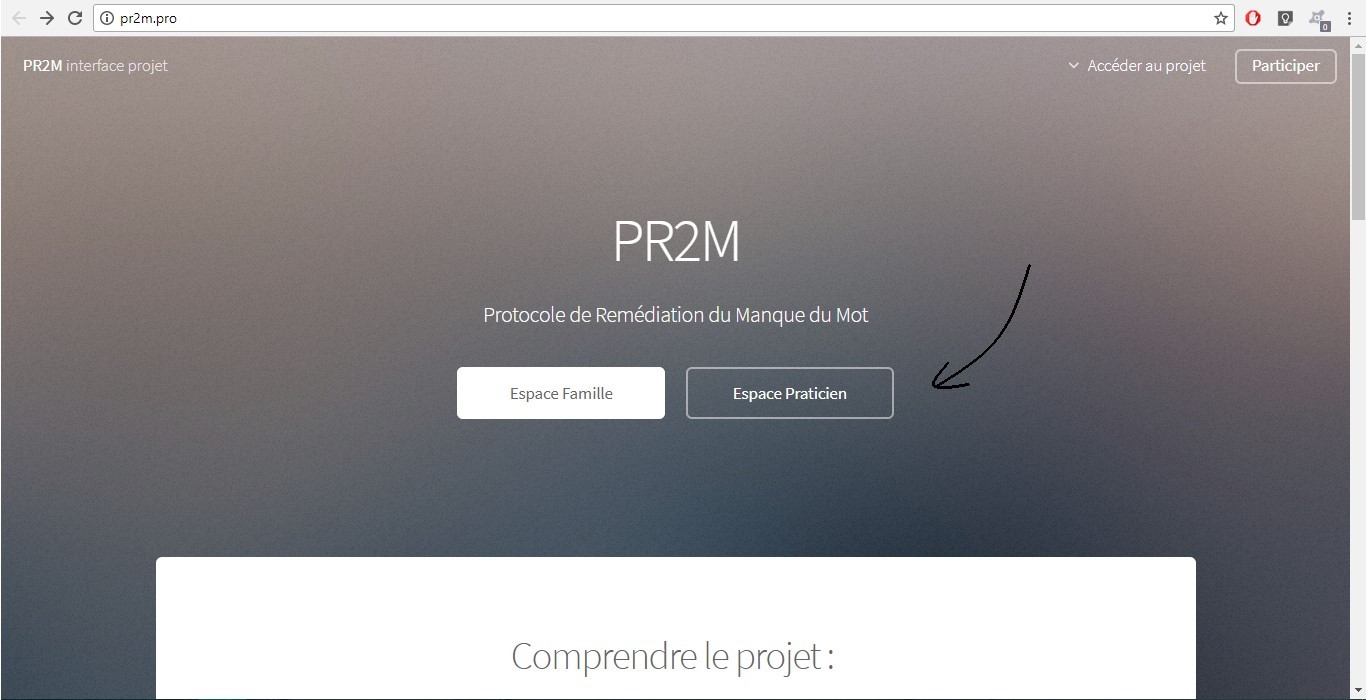 pr2m.pro
PR2M interface projet
Accéder au projet
Participer
PR2M
Protocole de Remédiation du Manque du Mot
Espace Famille
Espace Praticien
Comprendre le projet :
0